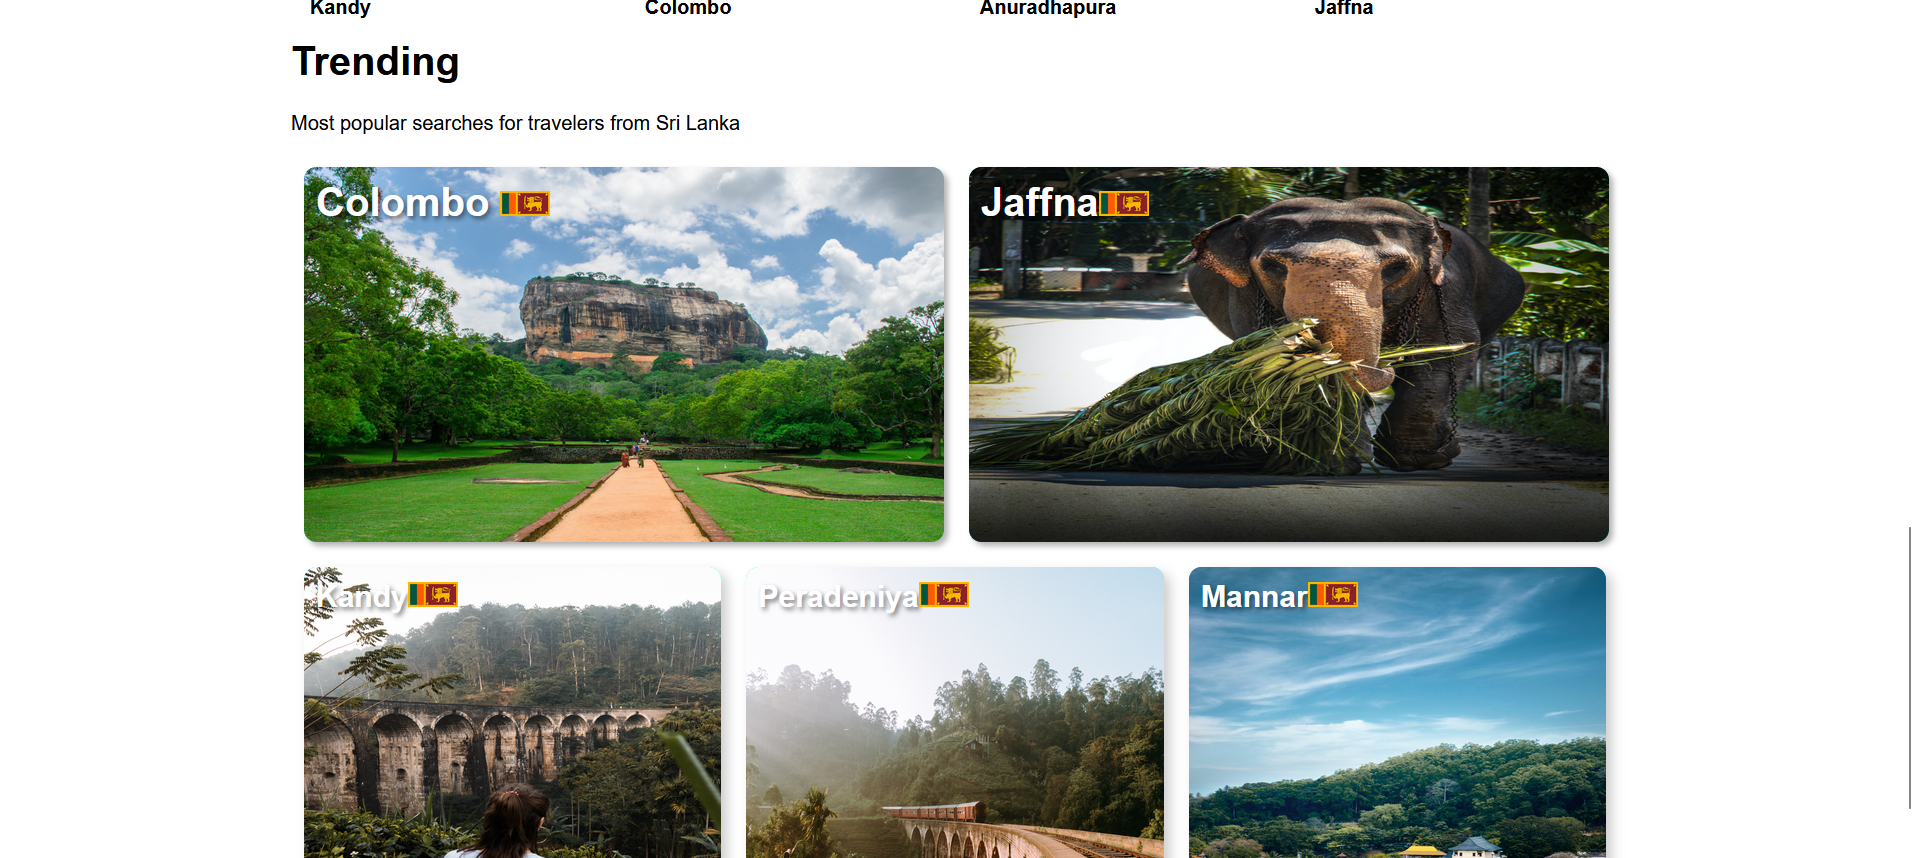 Kandy Colombo Anuradhapura Jaffna
Trending
Most popular searches for travelers from Sri Lanka
Colombo
Jaffna
Kandy
Peradeniya
Mannar